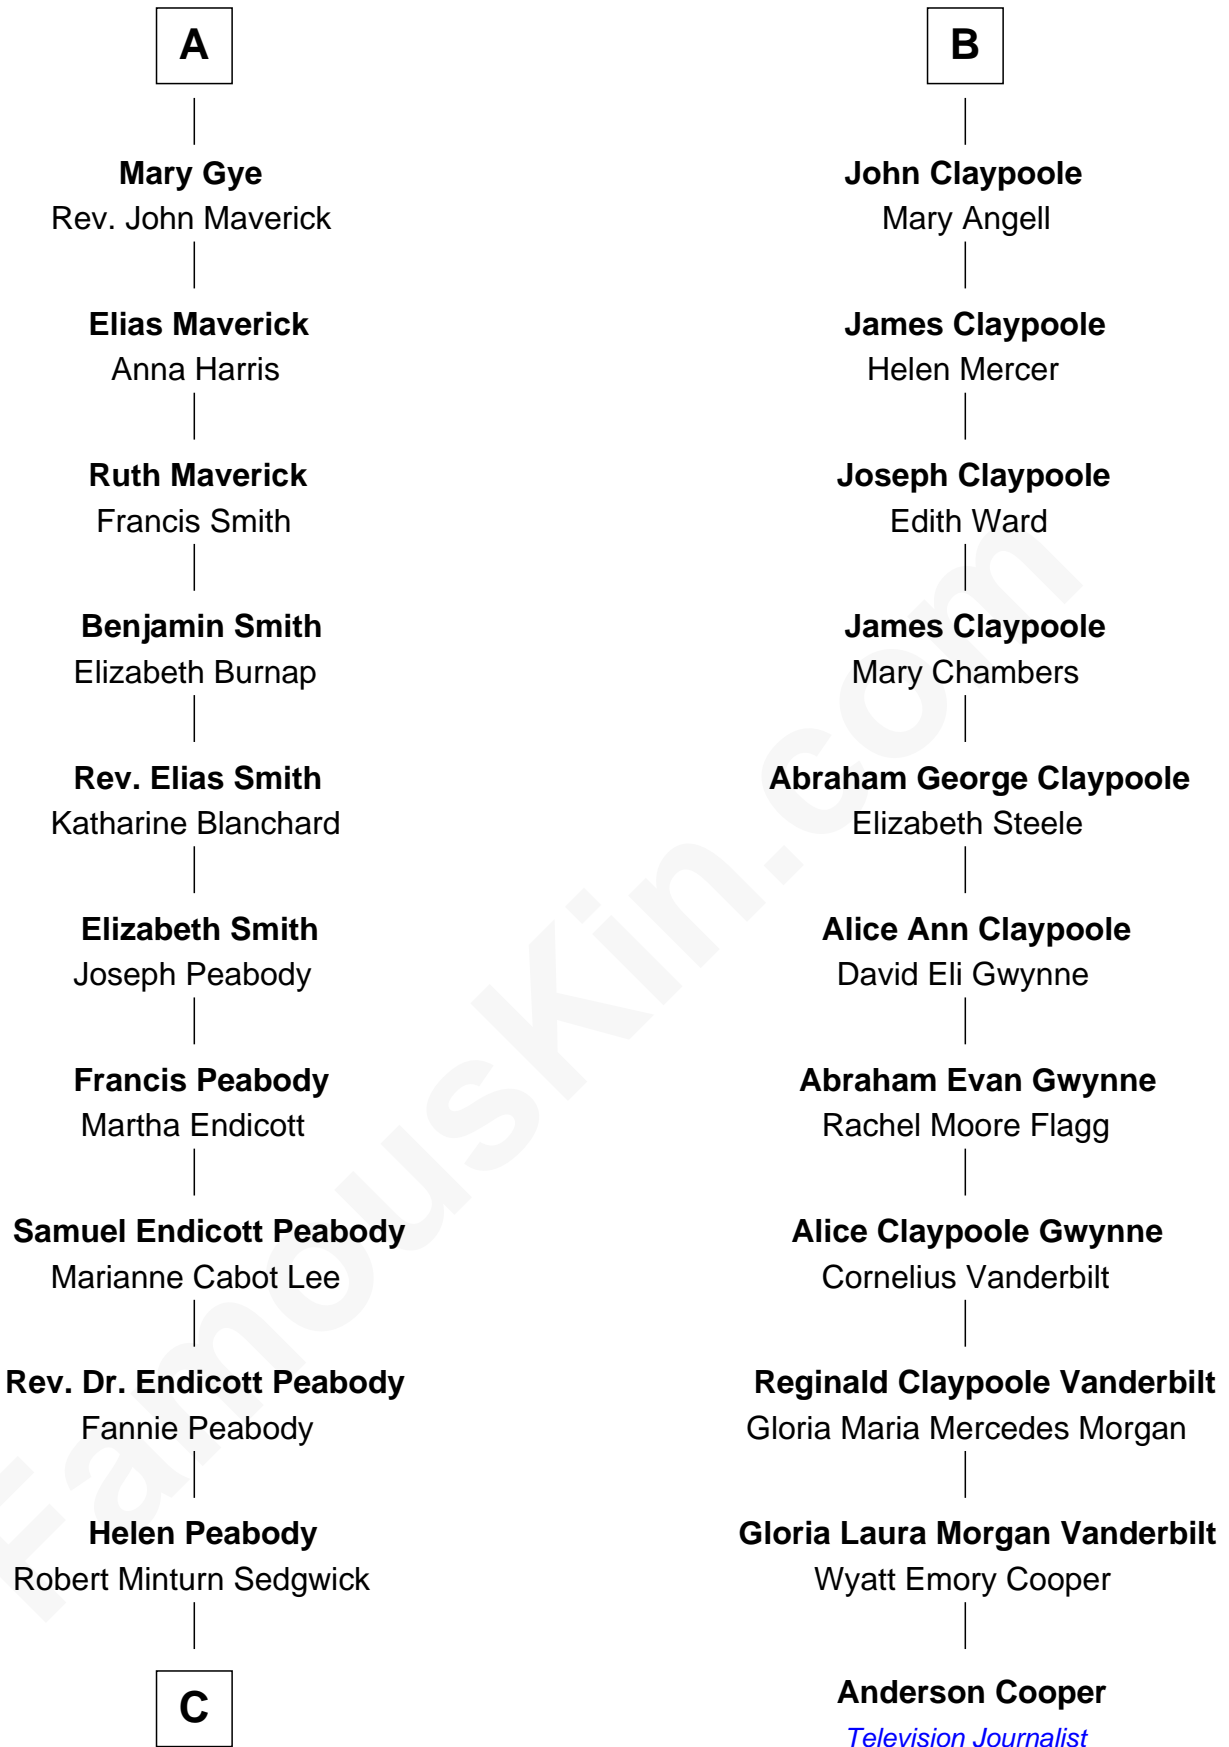 A
Mary Gye
Rev. John Maverick
Elias Maverick
Anna Harris
Ruth Maverick
Francis Smith
Benjamin Smith
Elizabeth Burnap
Rev. Elias Smith
Katharine Blanchard
Elizabeth Smith
Joseph Peabody
Francis Peabody
Martha Endicott
Samuel Endicott Peabody
Marianne Cabot Lee
Rev. Dr. Endicott Peabody
Fannie Peabody
Helen Peabody
Robert Minturn Sedgwick
C
B
John Claypoole
Mary Angell
James Claypoole
Helen Mercer
Joseph Claypoole
Edith Ward
James Claypoole
Mary Chambers
Abraham George Claypoole
Elizabeth Steele
Alice Ann Claypoole
David Eli Gwynne
Abraham Evan Gwynne
Rachel Moore Flagg
Alice Claypoole Gwynne
Cornelius Vanderbilt
Reginald Claypoole Vanderbilt
Gloria Maria Mercedes Morgan
Gloria Laura Morgan Vanderbilt
Wyatt Emory Cooper
Anderson Cooper
Television Journalist
FamousKin.com